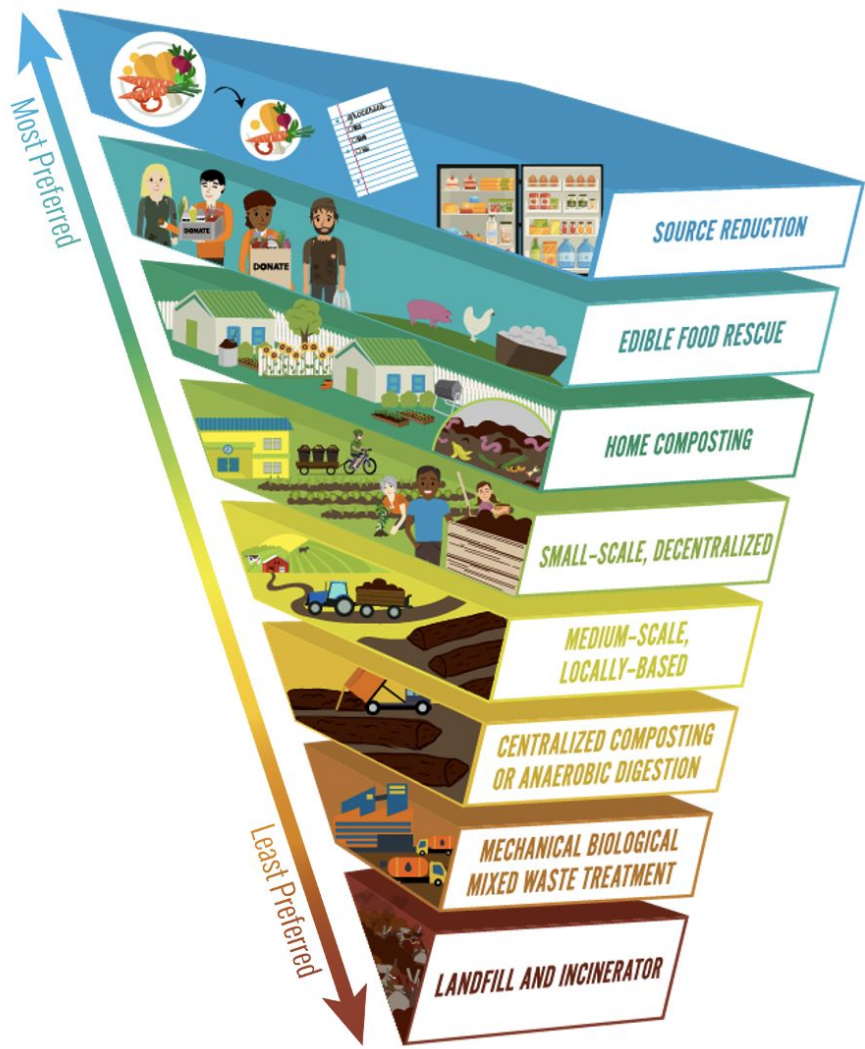 Most Preferred
groceries
SOURCE REDUCTION
DONATE
DONATE
EDIBLE FOOD RESCUE
HOME COMPOSTING
SMALL-SCALE, DECENTRALIZED
MEDIUM-SCALE,
LOCALLY-BASED
CENTRALIZED COMPOSTING
OR ANAEROBIC DIGESTION
MECHANICAL BIOLOGICAL
MIXED WASTE TREATMENT
Least Preferred
LANDFILL AND INCINERATOR